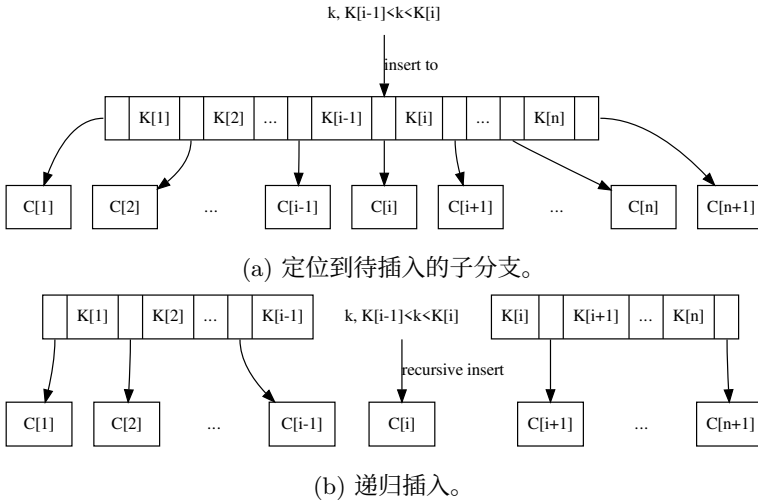 k, K[i-1]<k<K[i]
insert to
K[1] K[2] ... K[i-1] K[i] ... K[n]
C[1] C[2] ... C[i-1] C[i] C[i+1] ... C[n] C[n+1]
(a) 定位到待插入的子分支。
K[1] K[2] ... K[i-1] k, K[i-1]<k<K[i] K[i] K[i+1] ... K[n]
recursive insert
C[1] C[2] ... C[i-1] C[i] C[i+1] ... C[n+1]
(b) 递归插入。